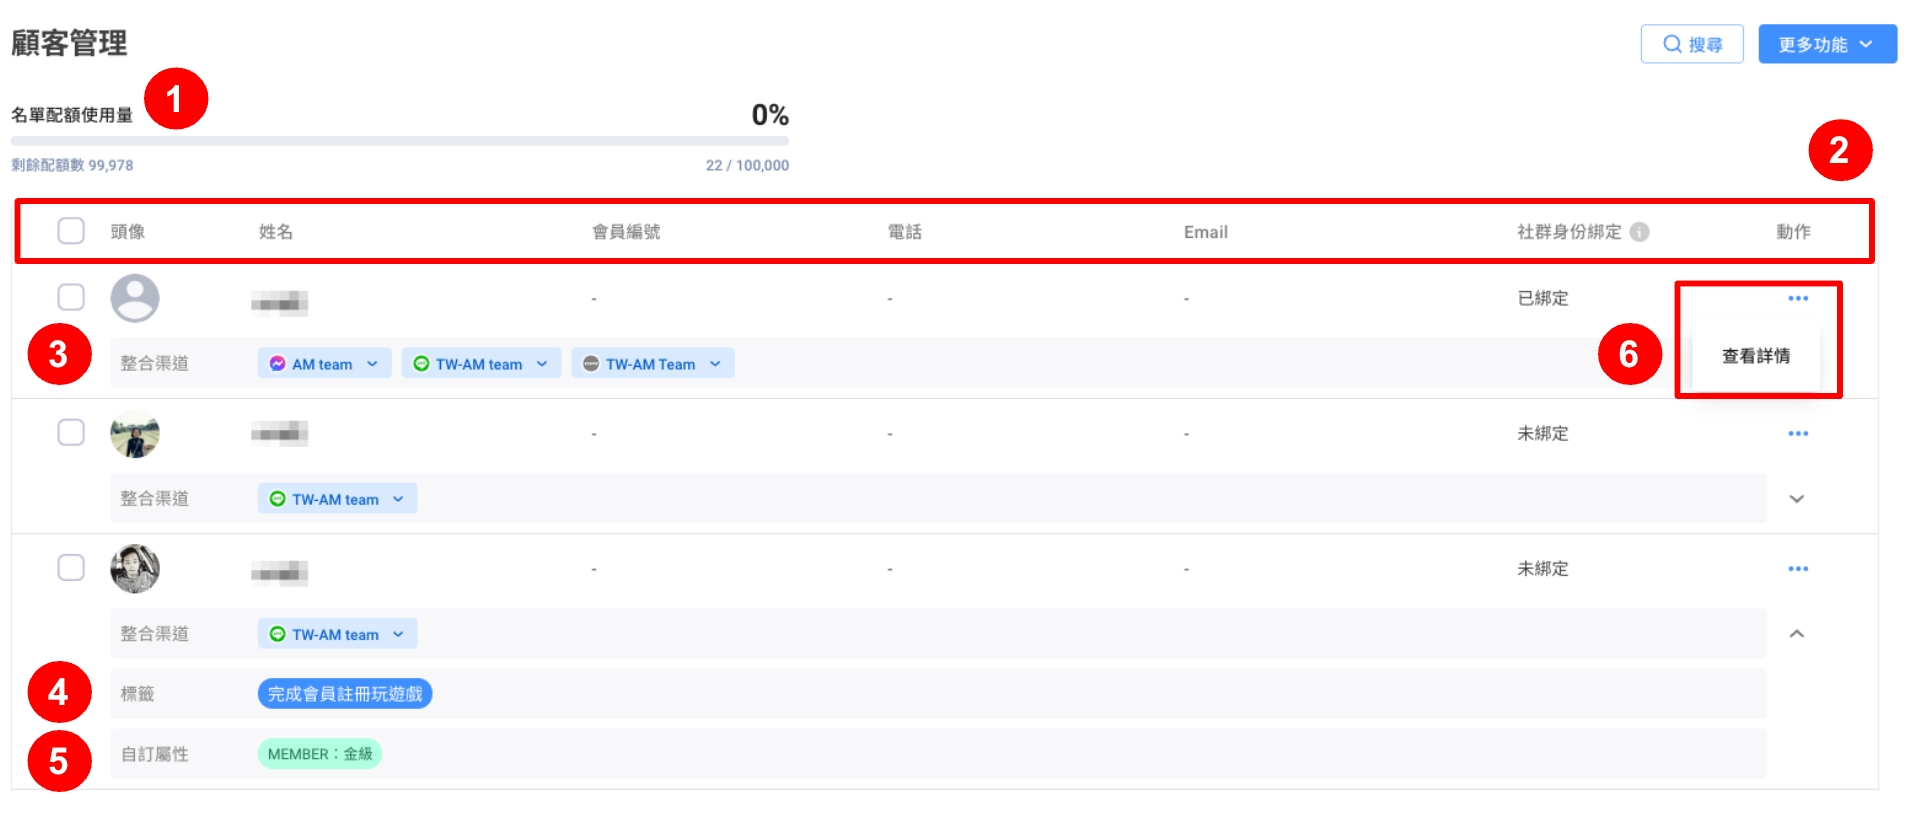 顧客管理
搜尋
更多功能
1
名單配額使用量
0%
2
剩餘配額數 99,978
22 / 100,000
頭像 姓名 會員編號 電話 Email 社群身份綁定 動作
- - - 已綁定
3
6
整合渠道 AM team TW-AM team TW-AM Team
查看詳情
- - - 未綁定
整合渠道 TW-AM team
- - - 未綁定
整合渠道 TW-AM team
4
標籤 完成會員註冊玩遊戲
5
自訂屬性 MEMBER：金級